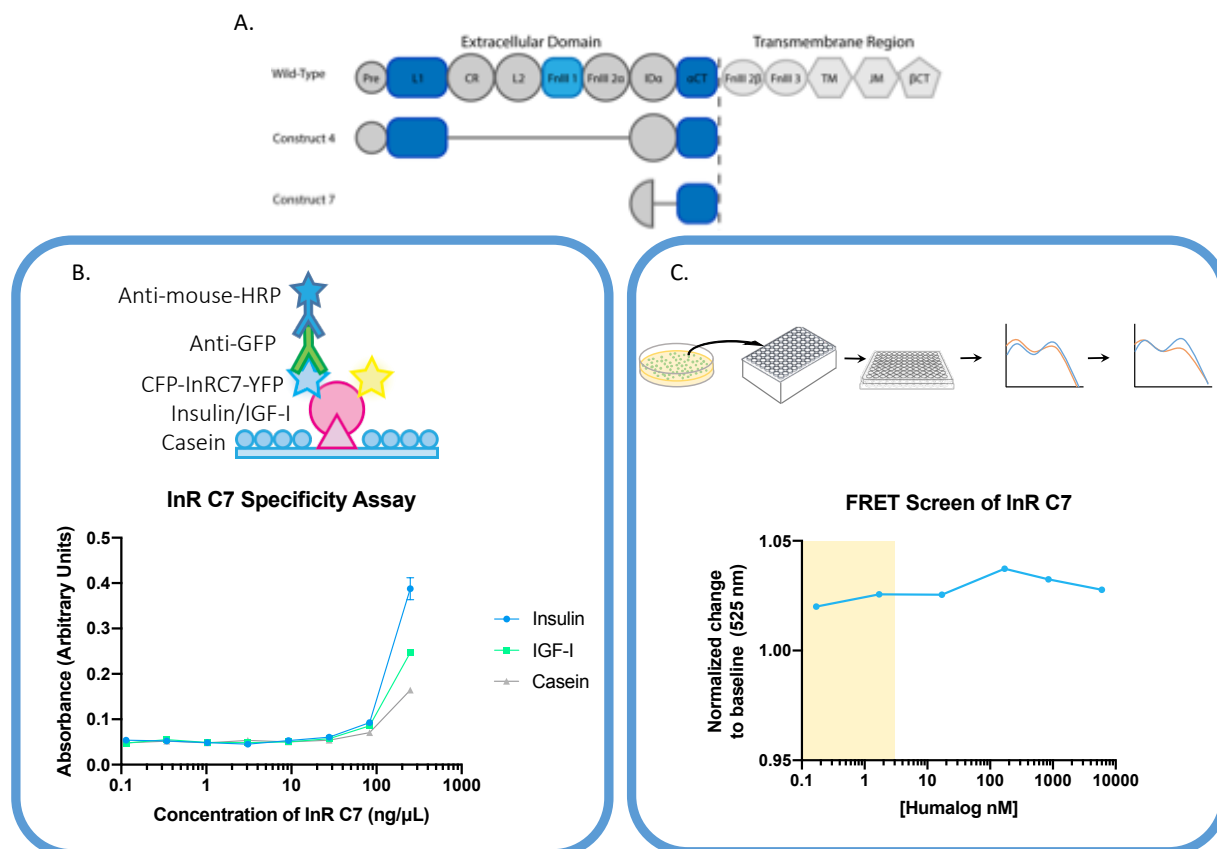 A.
Extracellular Domain
Transmembrane Region
Wild-Type
Pre
L1
CR
L2
FnIII 1
FnIII 2α
IDα
αCT
FnIII 2β
FnIII 3
TM
JM
βCT
Construct 4
Construct 7
B.
Anti-mouse-HRP
Anti-GFP
CFP-InRC7-YFP
Insulin/IGF-I
Casein
InR C7 Specificity Assay
Absorbance (Arbitrary Units)
0.5
0.4
0.3
0.2
0.1
0.0
0.1
1
10
100
1000
Concentration of InR C7 (ng/μL)
Insulin
IGF-I
Casein
C.
FRET Screen of InR C7
Normalized change
to baseline (525 nm)
1.05
1.00
0.95
0.1
1
10
100
1000
10000
[Humalog nM]